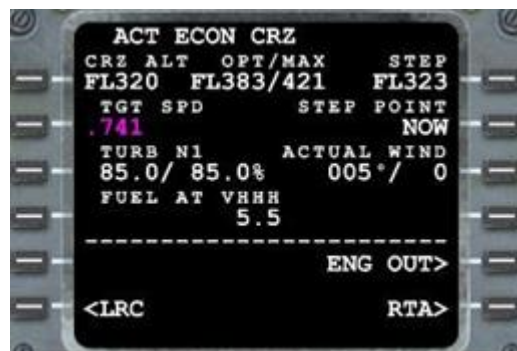 ACT ECON CRZ
CRZ ALT OPT/MAX STEP
FL320 FL383/421 FL323
TGT SPD STEP POINT
.741 NOW
TURB N1 ACTUAL WIND
85.0/ 85.0% 005°/ 0
FUEL AT VHHH
5.5
------------------------
ENG OUT>
<LRC RTA>